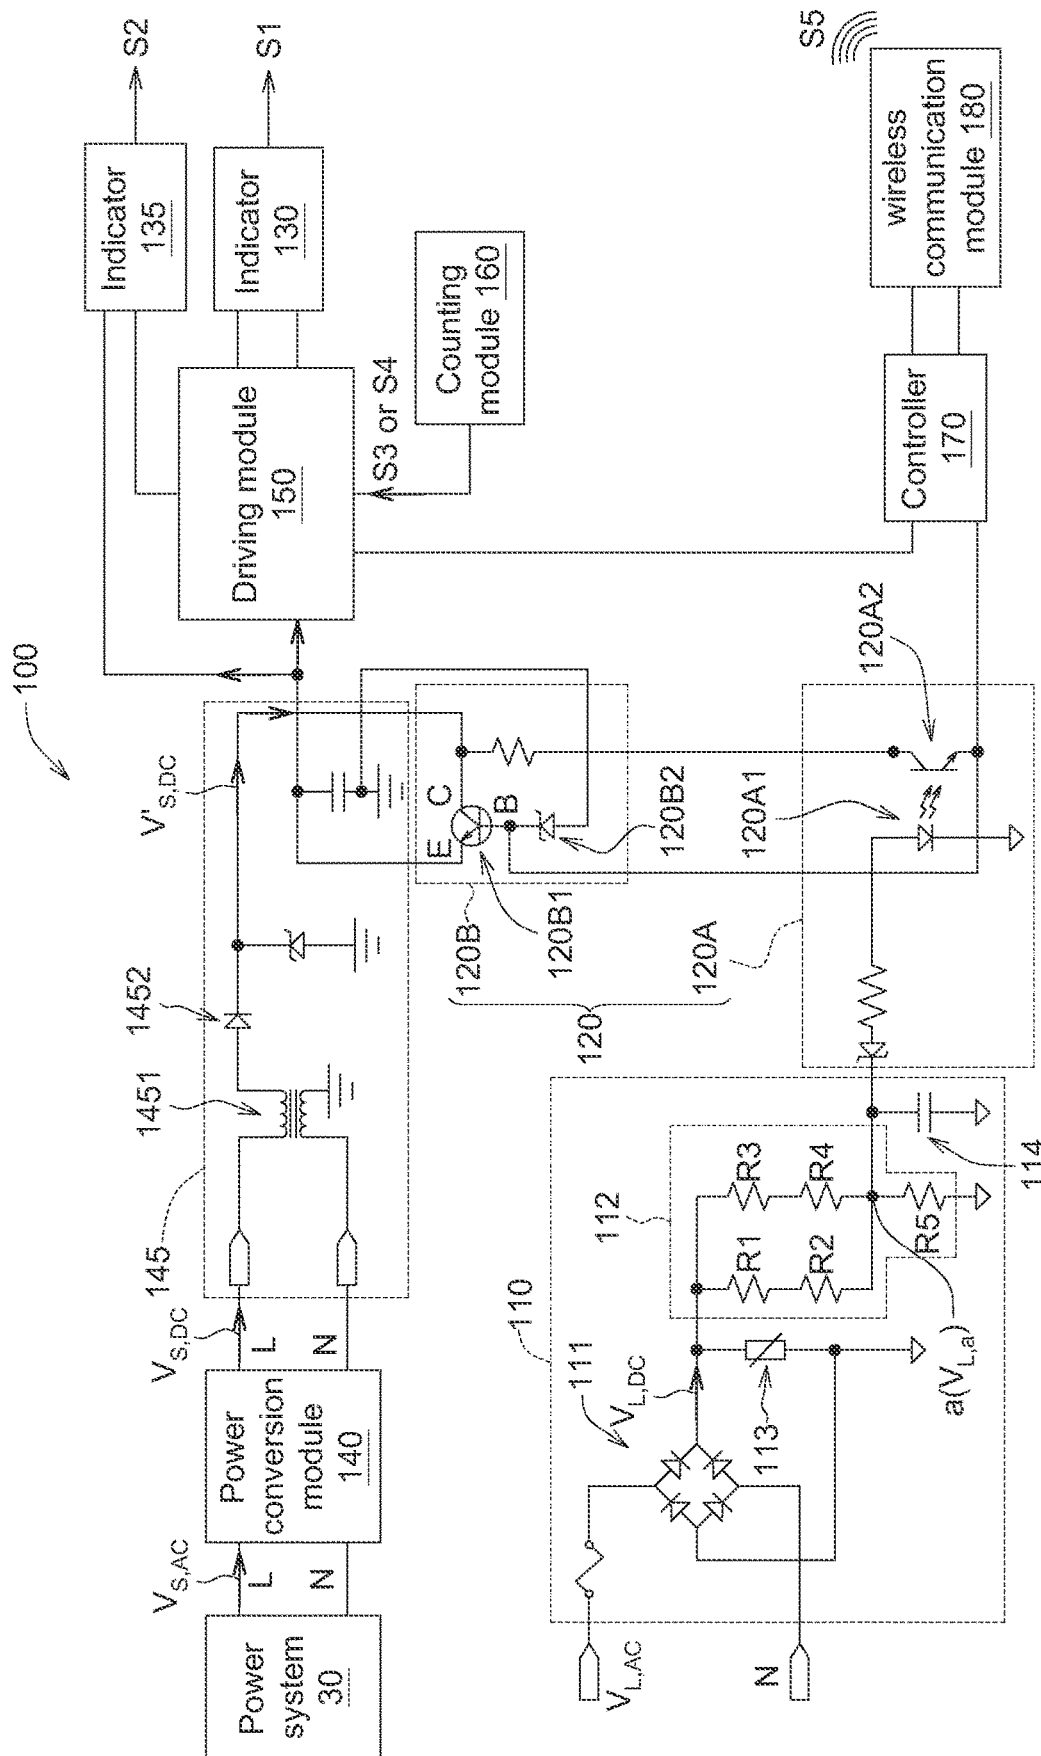 100
Power
system
30
V_S,AC
L
N
Power
conversion
module
140
V_S,DC
L
N
145
1451
1452
V'_S,DC
Driving module
150
Indicator
135
S2
Indicator
130
S1
S3 or S4
Counting
module 160
E
C
B
120B
120B1
120B2
120
120A
120A1
120A2
Controller
170
wireless
communication
module 180
S5
110
111
V_L,AC
N
V_L,DC
113
112
R1
R2
R3
R4
R5
a(V_L,a)
114